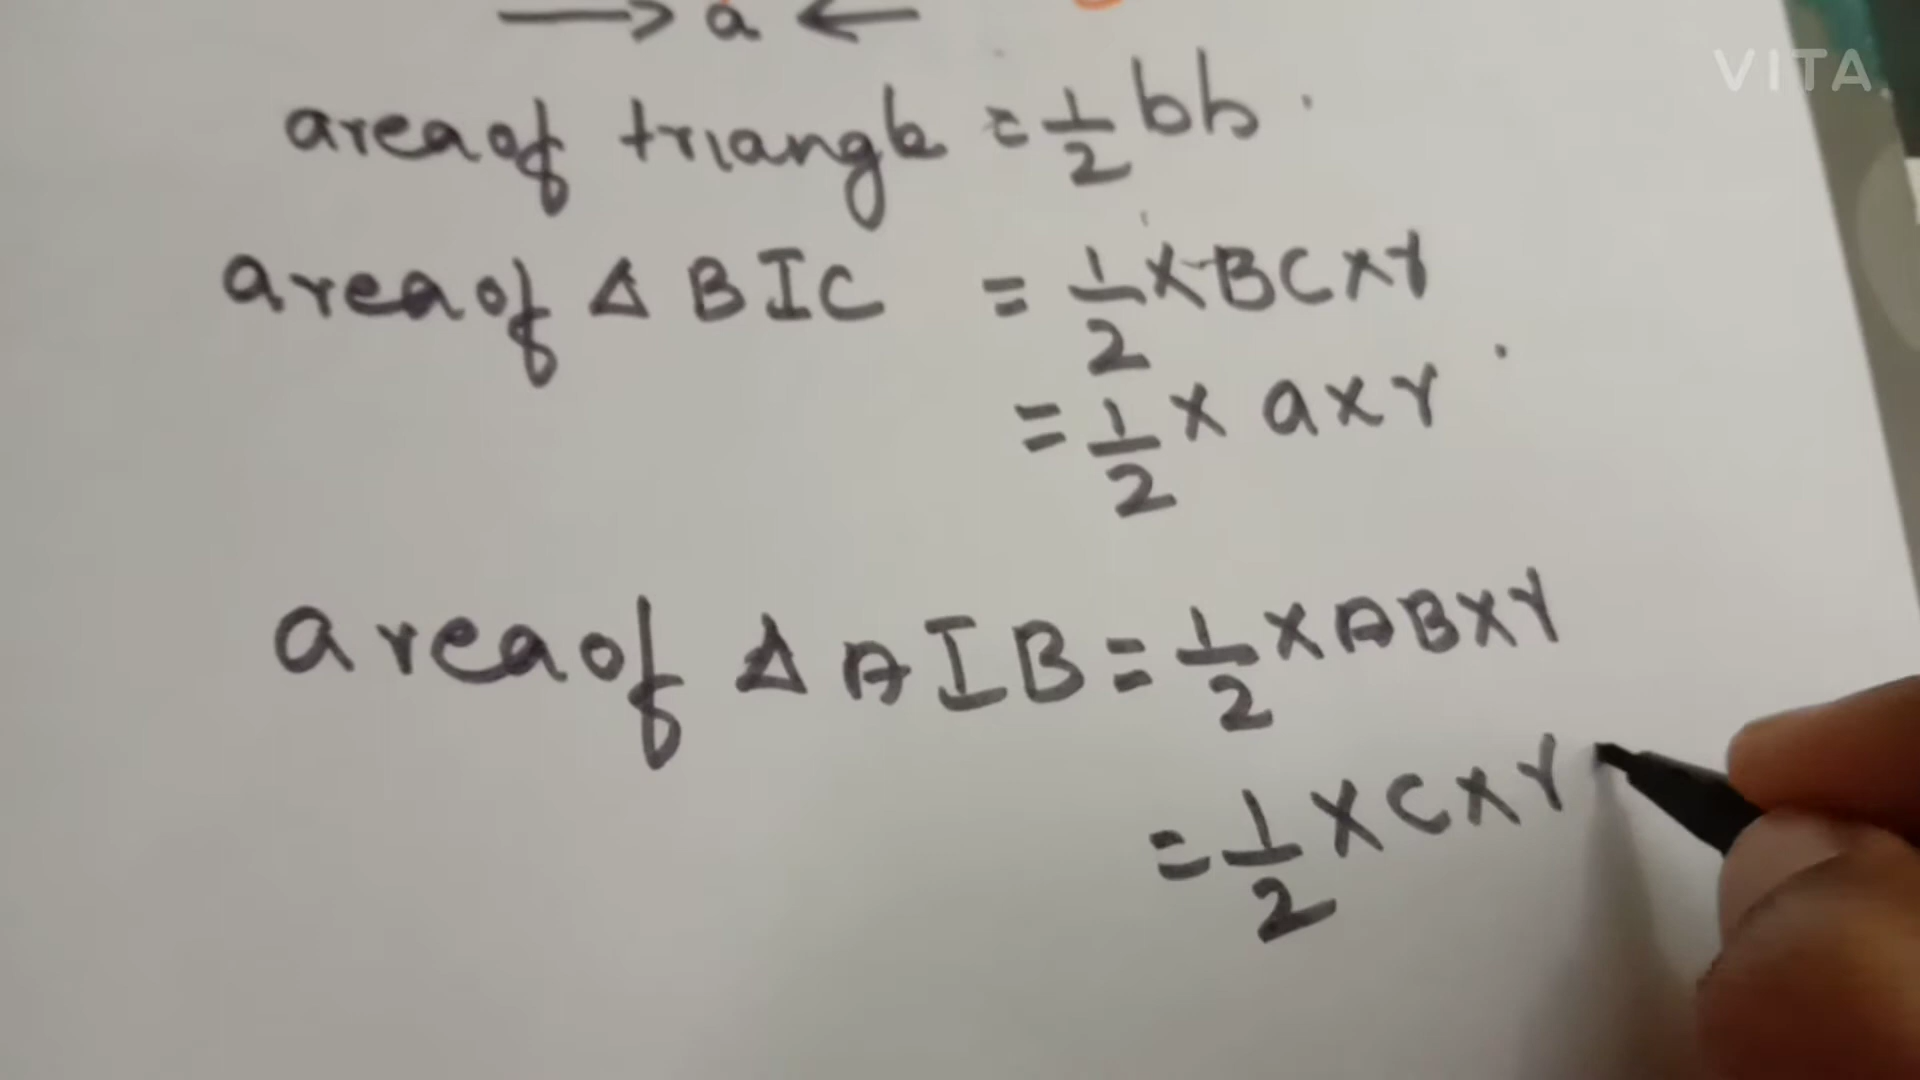 → a ←
VITA
area of triangle = 1/2 bh.
area of Δ BIC = 1/2 × BC × r
= 1/2 × a × r.
area of Δ AIB = 1/2 × AB × r
= 1/2 × c × r